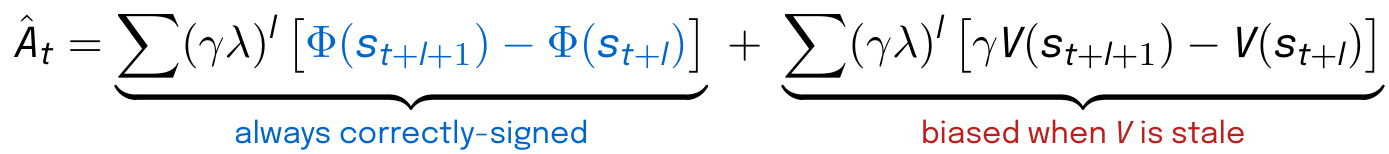 Â_t = ∑(γλ)^l [Φ(s_{t+l+1}) − Φ(s_{t+l})] + ∑(γλ)^l [γV(s_{t+l+1}) − V(s_{t+l})]
always correctly-signed biased when V is stale